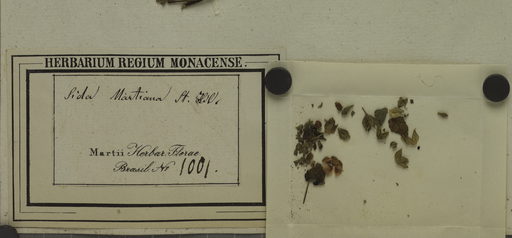 HERBARIUM REGIUM MONACENSE.
Sida Martiana St. Hil.
Martii Herbar. Florae
Brasil. No 1001.